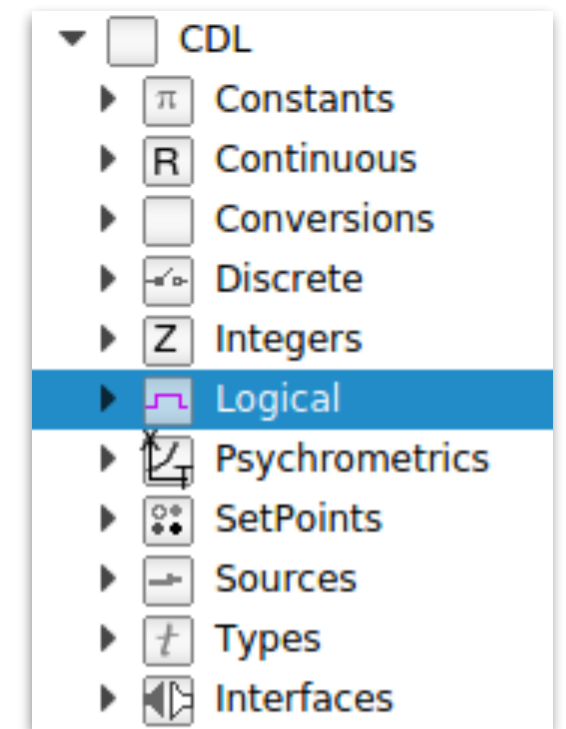 CDL
π Constants
R Continuous
Conversions
Discrete
Z Integers
Logical
Psychrometrics
SetPoints
Sources
t Types
Interfaces